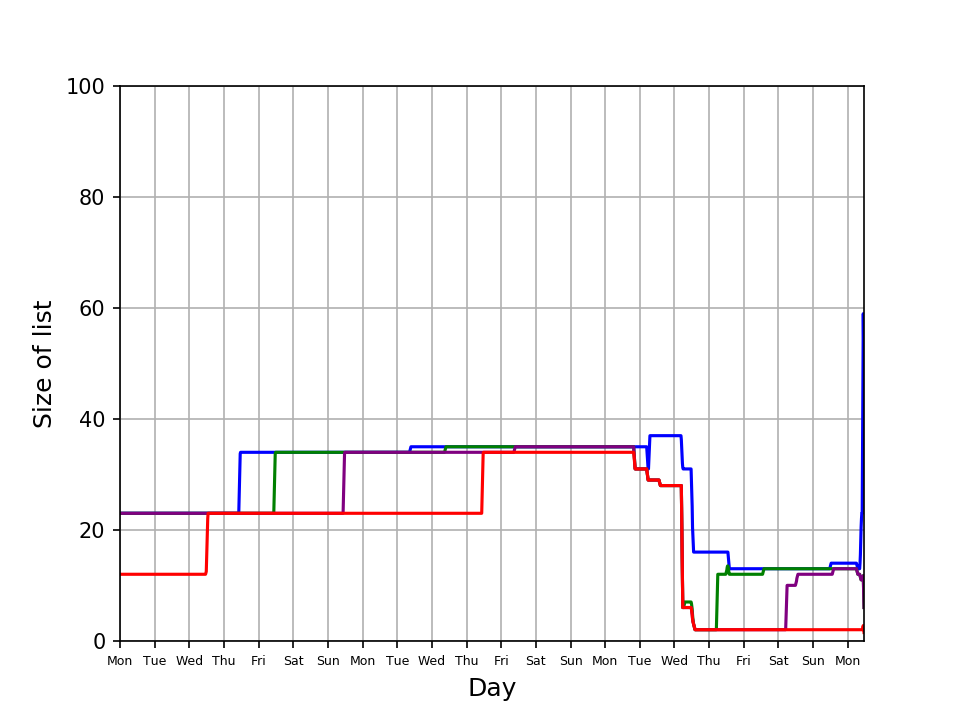 100
80
60
40
20
0
Size of list
Mon Tue Wed Thu Fri Sat Sun Mon Tue Wed Thu Fri Sat Sun Mon Tue Wed Thu Fri Sat Sun Mon
Day